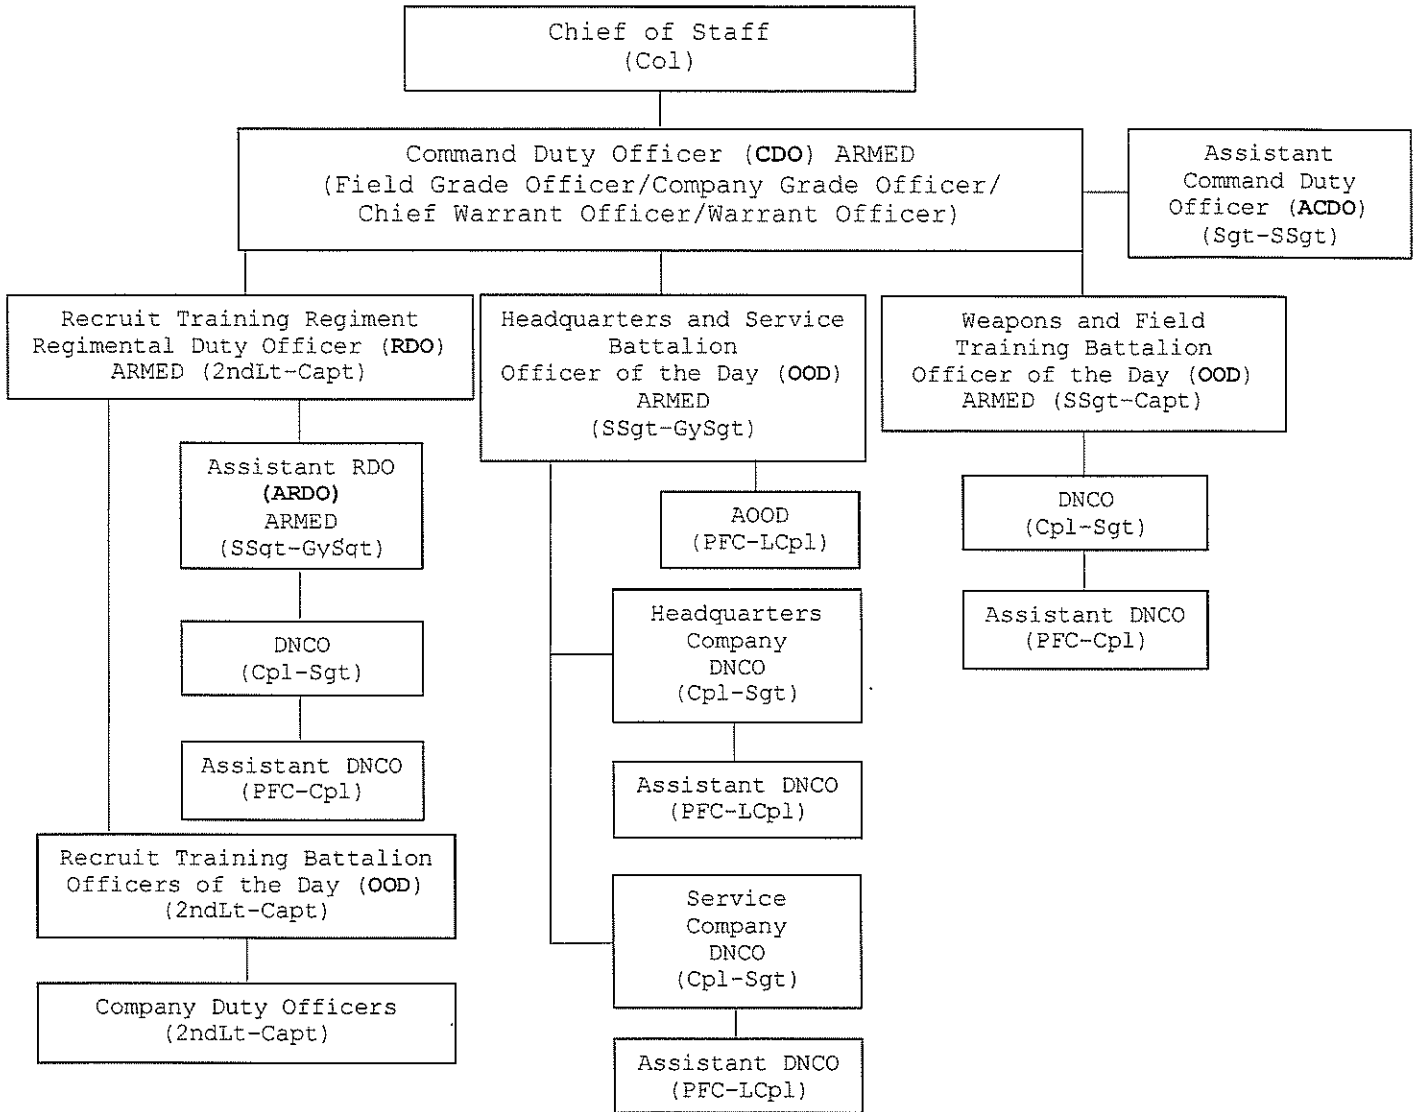 Chief of Staff
(Col)
Command Duty Officer (CDO) ARMED
(Field Grade Officer/Company Grade Officer/
Chief Warrant Officer/Warrant Officer)
Assistant
Command Duty
Officer (ACDO)
(Sgt-SSgt)
Recruit Training Regiment
Regimental Duty Officer (RDO)
ARMED (2ndLt-Capt)
Headquarters and Service
Battalion
Officer of the Day (OOD)
ARMED
(SSgt-GySgt)
Weapons and Field
Training Battalion
Officer of the Day (OOD)
ARMED (SSgt-Capt)
Assistant RDO
(ARDO)
ARMED
(SSgt-GySgt)
DNCO
(Cpl-Sgt)
Assistant DNCO
(PFC-Cpl)
Recruit Training Battalion
Officers of the Day (OOD)
(2ndLt-Capt)
Company Duty Officers
(2ndLt-Capt)
AOOD
(PFC-LCpl)
Headquarters
Company
DNCO
(Cpl-Sgt)
Assistant DNCO
(PFC-LCpl)
Service
Company
DNCO
(Cpl-Sgt)
Assistant DNCO
(PFC-LCpl)
DNCO
(Cpl-Sgt)
Assistant DNCO
(PFC-Cpl)